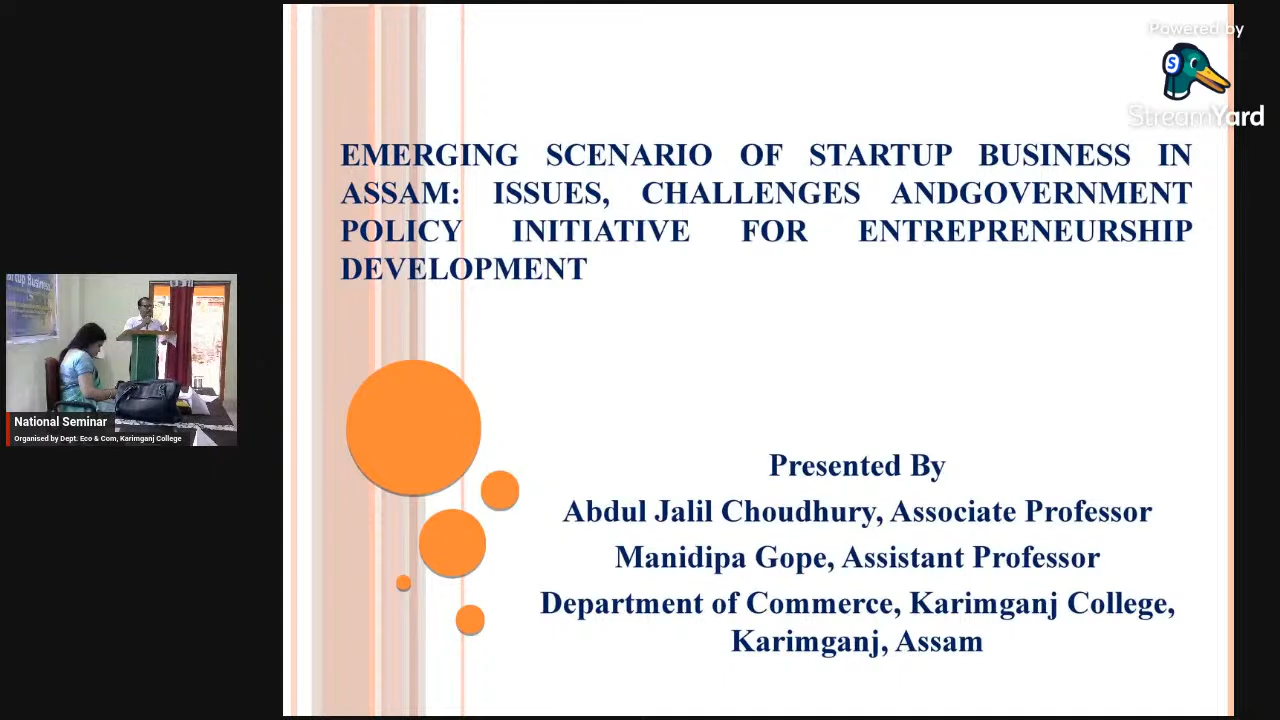 Powered by
StreamYard
EMERGING SCENARIO OF STARTUP BUSINESS IN
ASSAM: ISSUES, CHALLENGES ANDGOVERNMENT
POLICY INITIATIVE FOR ENTREPRENEURSHIP
DEVELOPMENT
Startup Business
National Seminar
Organised by Dept. Eco & Com, Karimganj College
Presented By
Abdul Jalil Choudhury, Associate Professor
Manidipa Gope, Assistant Professor
Department of Commerce, Karimganj College,
Karimganj, Assam